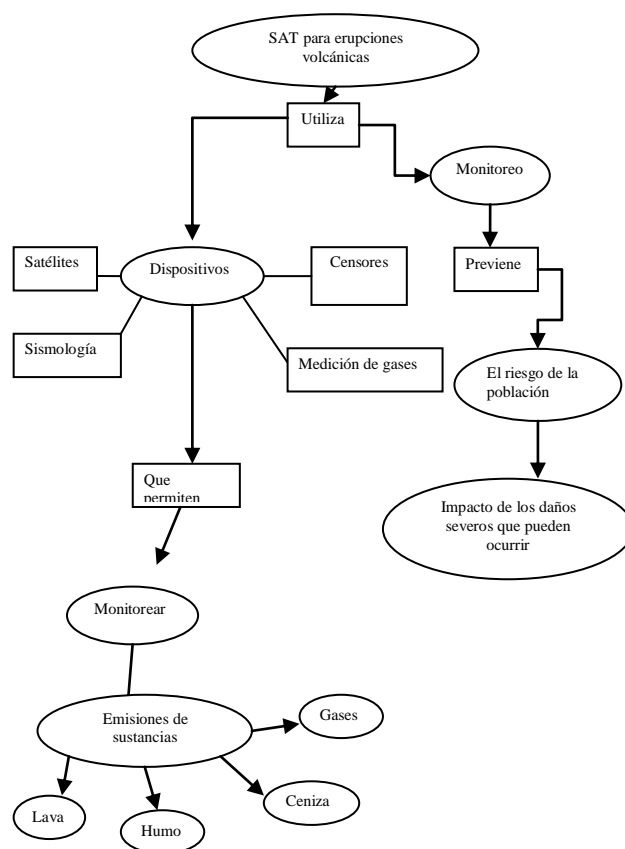 SAT para erupciones
volcánicas
Utiliza
Monitoreo
Satélites
Dispositivos
Censores
Previene
Sismología
Medición de gases
El riesgo de la
población
Que
permiten
Impacto de los daños
severos que pueden
ocurrir
Monitorear
Emisiones de
sustancias
Gases
Lava
Humo
Ceniza